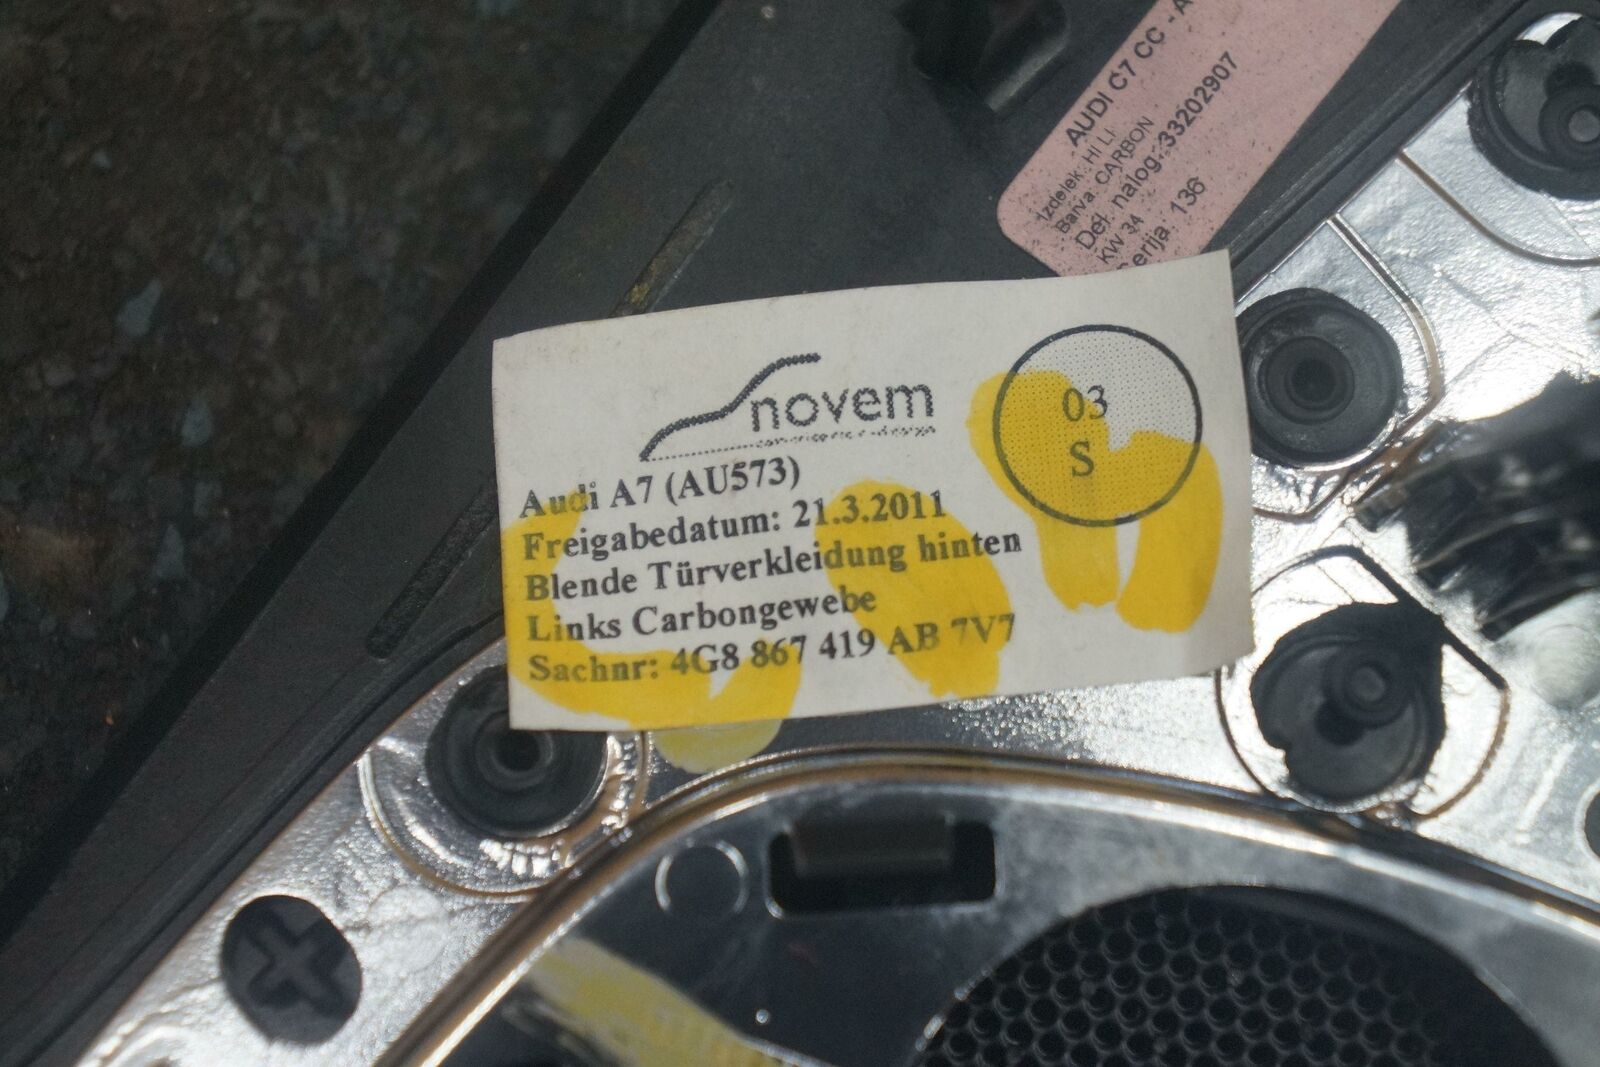 AUDI C7 CC - A
Izdelek: HI LI
Barva: CARBON
Del. nalog: 33202907
KW 34
136
novem
03
S
Audi A7 (AU573)
Freigabedatum: 21.3.2011
Blende Türverkleidung hinten
Links Carbongewebe
Sachnr: 4G8 867 419 AB 7V7